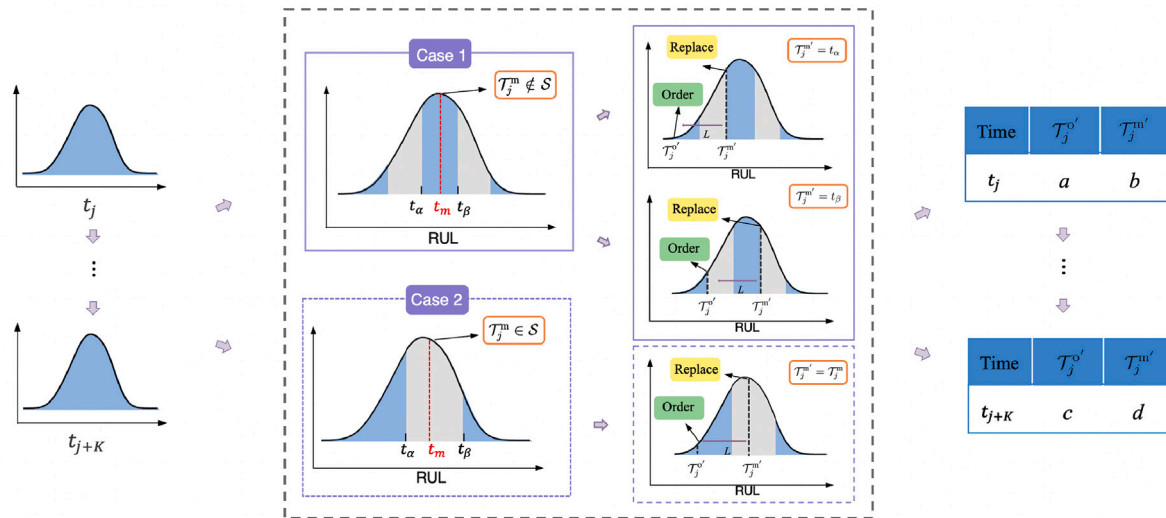 t_j
⋮
t_{j+K}
Case 1
𝒯_j^m ∉ 𝒮
t_α t_m t_β
RUL
Case 2
𝒯_j^m ∈ 𝒮
t_α t_m t_β
RUL
Replace
𝒯_j^{m'} = t_α
Order
L
𝒯_j^{o'} 𝒯_j^{m'}
RUL
𝒯_j^{m'} = t_β
Replace
Order
L
𝒯_j^{o'} 𝒯_j^{m'}
RUL
Replace
𝒯_j^{m'} = 𝒯_j^m
Order
L
𝒯_j^{o'} 𝒯_j^{m'}
RUL
Time 𝒯_j^{o'} 𝒯_j^{m'}
t_j a b
⋮
Time 𝒯_j^{o'} 𝒯_j^{m'}
t_{j+K} c d